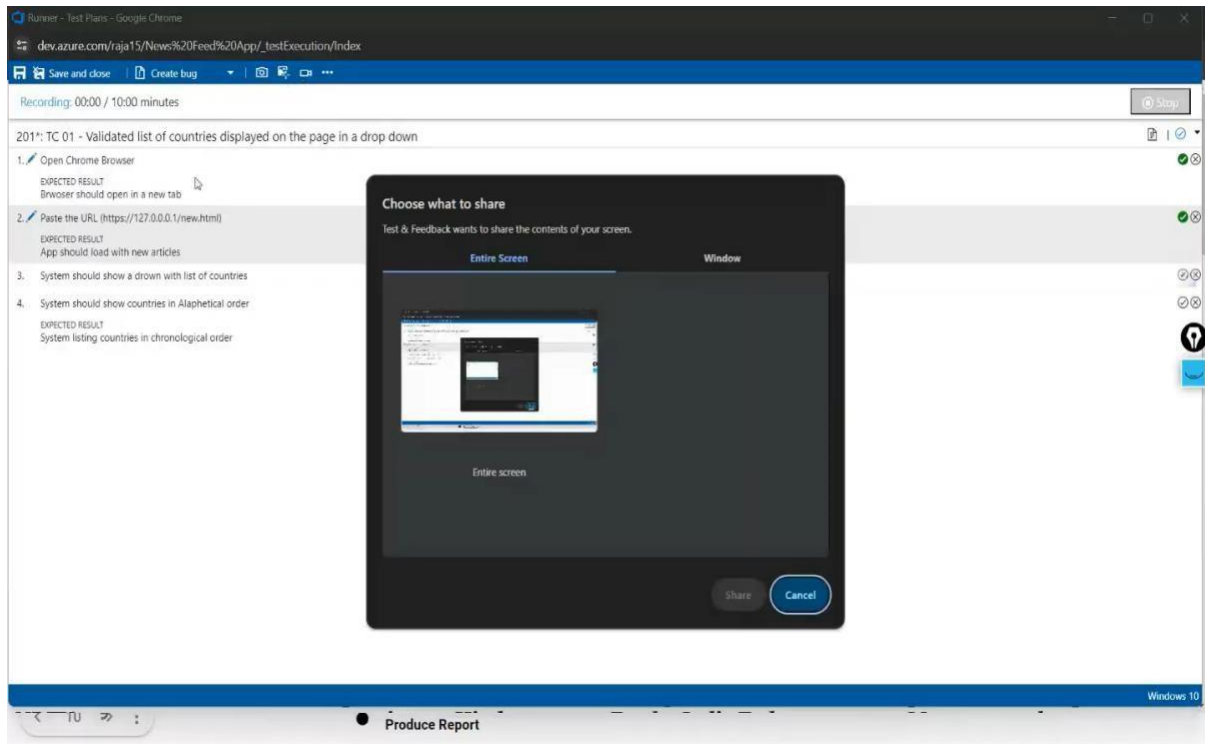 Runner - Test Plans - Google Chrome
dev.azure.com/raja15/News%20Feed%20App/_testExecution/Index
Save and close | Create bug
Recording: 00:00 / 10:00 minutes
Stop
201*: TC 01 - Validated list of countries displayed on the page in a drop down
1. Open Chrome Browser
EXPECTED RESULT
Brwoser should open in a new tab
2. Paste the URL (https://127.0.0.0.1/new.html)
EXPECTED RESULT
App should load with new articles
3. System should show a drown with list of countries
4. System should show countries in Alaphetical order
EXPECTED RESULT
System listing countries in chronological order
Choose what to share
Test & Feedback wants to share the contents of your screen.
Entire Screen
Window
Entire screen
Share
Cancel
Windows 10
Produce Report